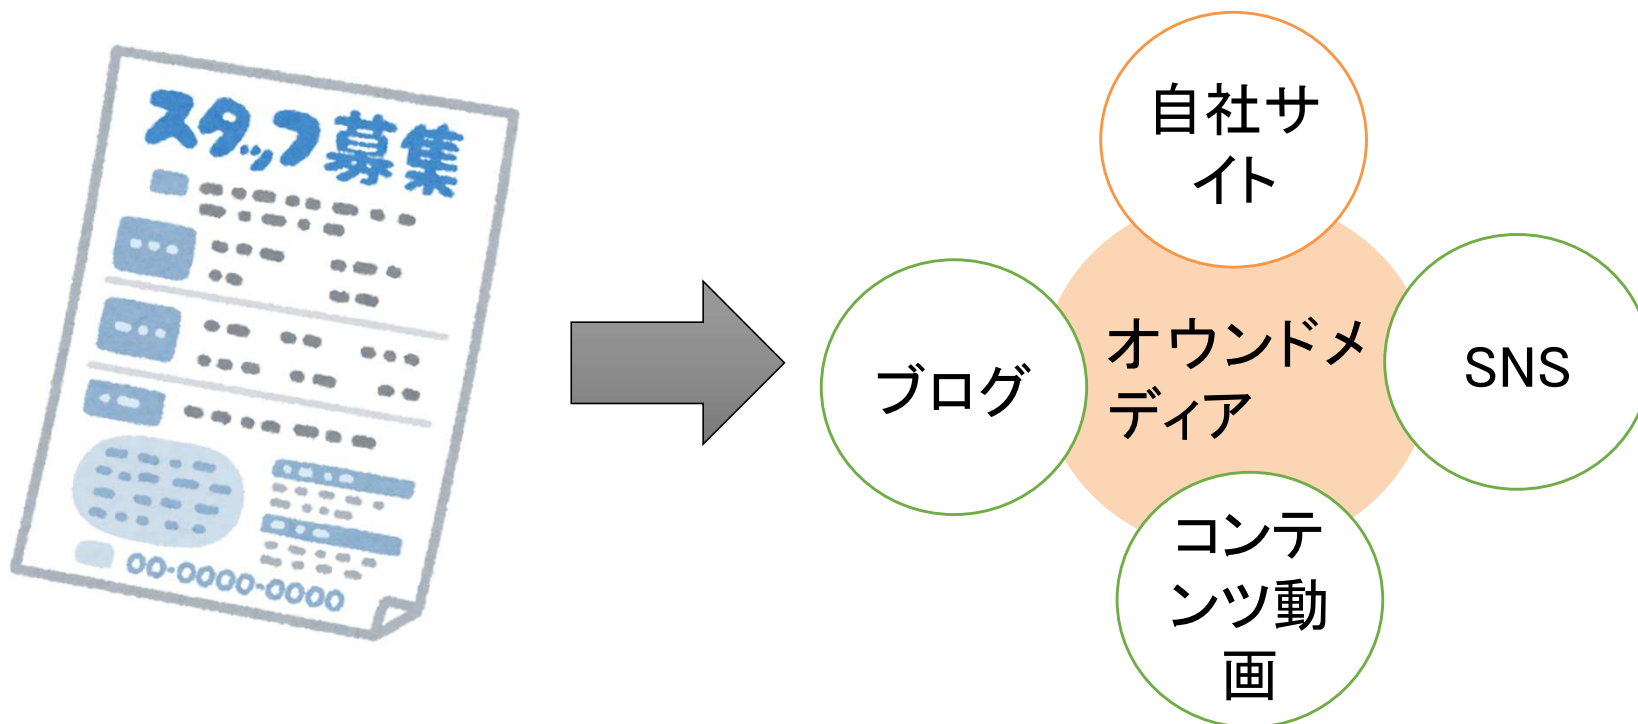 スタッフ募集
00-0000-0000
自社サ
イト
ブログ
オウンドメ
ディア
SNS
コンテ
ンツ動
画